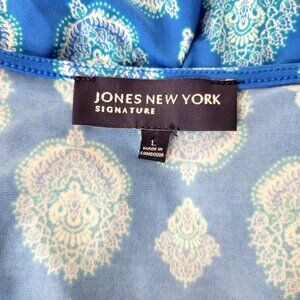 JONES NEW YORK
SIGNATURE
L
MADE IN
CAMBODIA